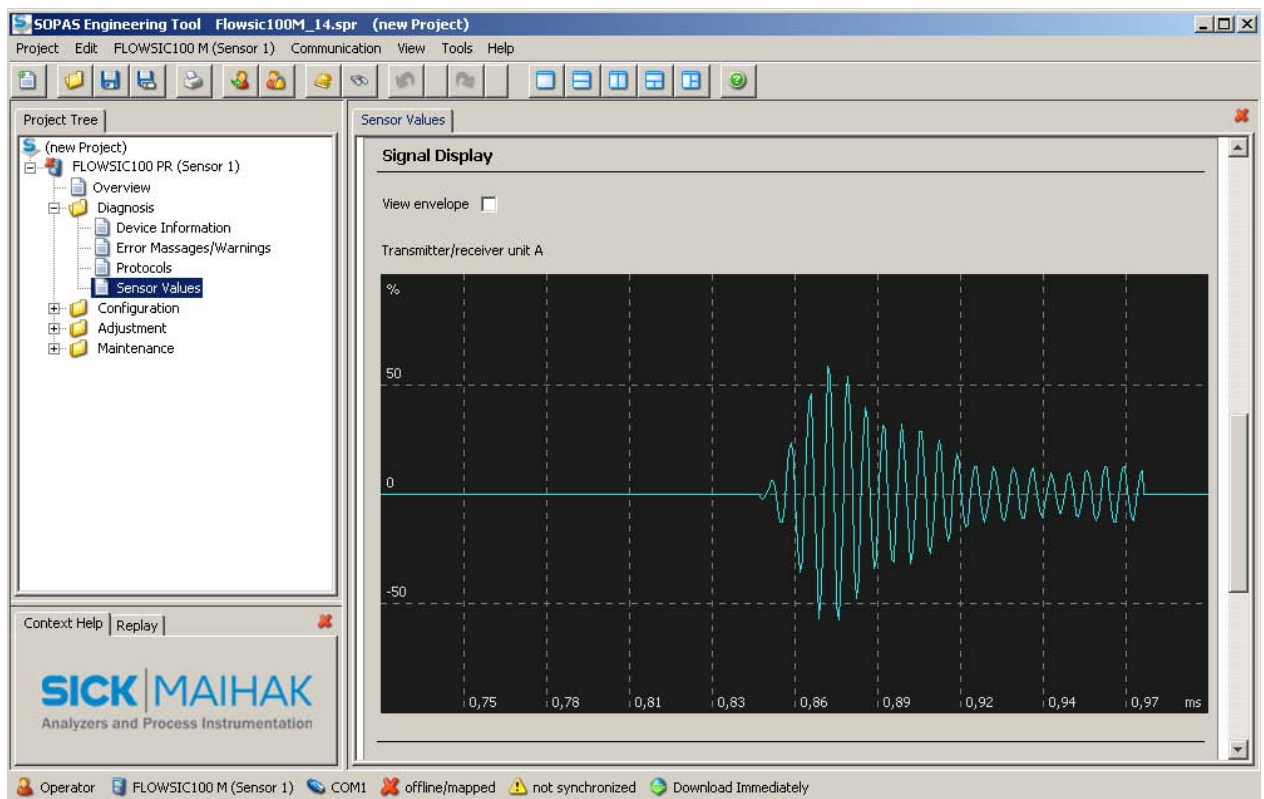 SOPAS Engineering Tool Flowsic100M_14.spr (new Project)
Project Edit FLOWSIC100 M (Sensor 1) Communication View Tools Help
Project Tree
(new Project)
FLOWSIC100 PR (Sensor 1)
Overview
Diagnosis
Device Information
Error Massages/Warnings
Protocols
Sensor Values
Configuration
Adjustment
Maintenance
Context Help Replay
SICK MAIHAK
Analyzers and Process Instrumentation
Sensor Values
Signal Display
View envelope
Transmitter/receiver unit A
%
50
0
-50
0,75 0,78 0,81 0,83 0,86 0,89 0,92 0,94 0,97 ms
Operator FLOWSIC100 M (Sensor 1) COM1 offline/mapped not synchronized Download Immediately